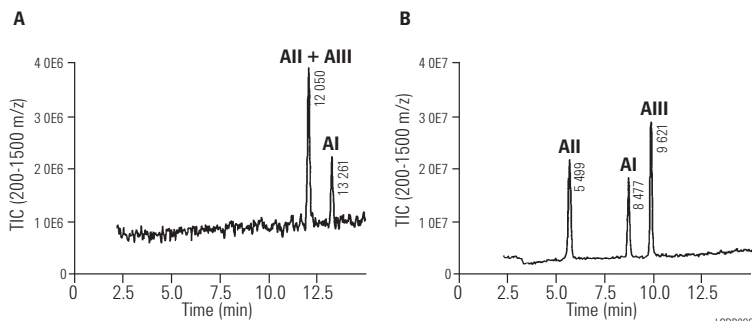 A
TIC (200-1500 m/z)
4 0E6
3 0E6
2 0E6
1 0E6
0
AII + AIII
12 050
AI
13 261
0 2.5 5.0 7.5 10.0 12.5
Time (min)
B
TIC (200-1500 m/z)
4 0E7
3 0E7
2 0E7
1 0E7
0
AII
5 499
AI
8 477
AIII
9 621
0 2.5 5.0 7.5 10.0 12.5
Time (min)